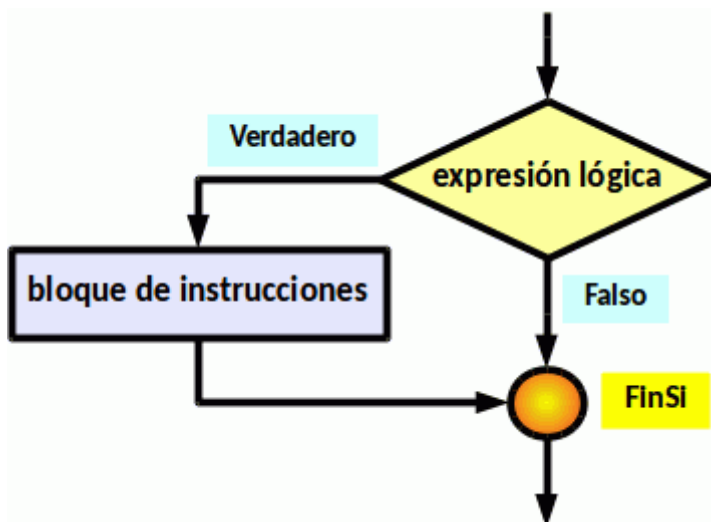 Verdadero
expresión lógica
bloque de instrucciones
Falso
FinSi